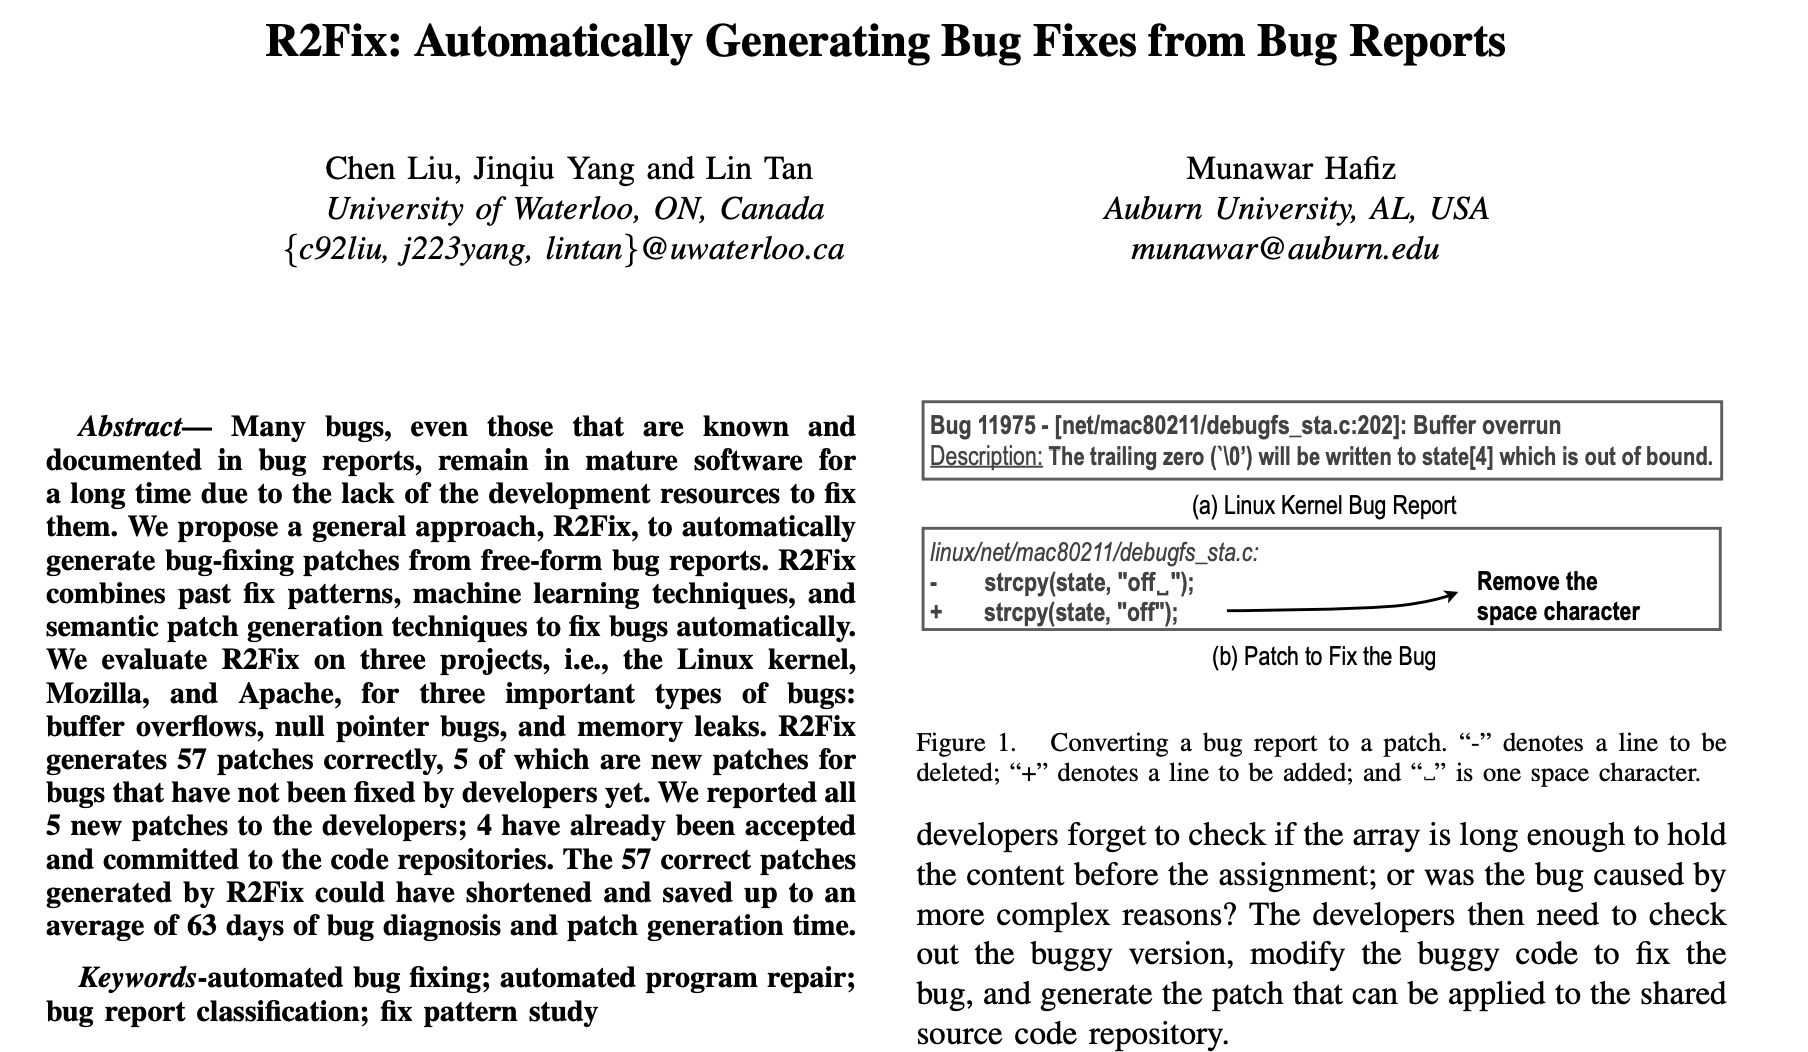 R2Fix: Automatically Generating Bug Fixes from Bug Reports
Chen Liu, Jinqiu Yang and Lin Tan
University of Waterloo, ON, Canada
{c92liu, j223yang, lintan}@uwaterloo.ca
Munawar Hafiz
Auburn University, AL, USA
munawar@auburn.edu
Abstract— Many bugs, even those that are known and
documented in bug reports, remain in mature software for
a long time due to the lack of the development resources to fix
them. We propose a general approach, R2Fix, to automatically
generate bug-fixing patches from free-form bug reports. R2Fix
combines past fix patterns, machine learning techniques, and
semantic patch generation techniques to fix bugs automatically.
We evaluate R2Fix on three projects, i.e., the Linux kernel,
Mozilla, and Apache, for three important types of bugs:
buffer overflows, null pointer bugs, and memory leaks. R2Fix
generates 57 patches correctly, 5 of which are new patches for
bugs that have not been fixed by developers yet. We reported all
5 new patches to the developers; 4 have already been accepted
and committed to the code repositories. The 57 correct patches
generated by R2Fix could have shortened and saved up to an
average of 63 days of bug diagnosis and patch generation time.
Keywords-automated bug fixing; automated program repair;
bug report classification; fix pattern study
Bug 11975 - [net/mac80211/debugfs_sta.c:202]: Buffer overrun
Description: The trailing zero (`\0’) will be written to state[4] which is out of bound.
(a) Linux Kernel Bug Report
linux/net/mac80211/debugfs_sta.c:
- strcpy(state, "off␣");
+ strcpy(state, "off");
Remove the
space character
(b) Patch to Fix the Bug
Figure 1. Converting a bug report to a patch. “-” denotes a line to be
deleted; “+” denotes a line to be added; and “␣” is one space character.
developers forget to check if the array is long enough to hold
the content before the assignment; or was the bug caused by
more complex reasons? The developers then need to check
out the buggy version, modify the buggy code to fix the
bug, and generate the patch that can be applied to the shared
source code repository.